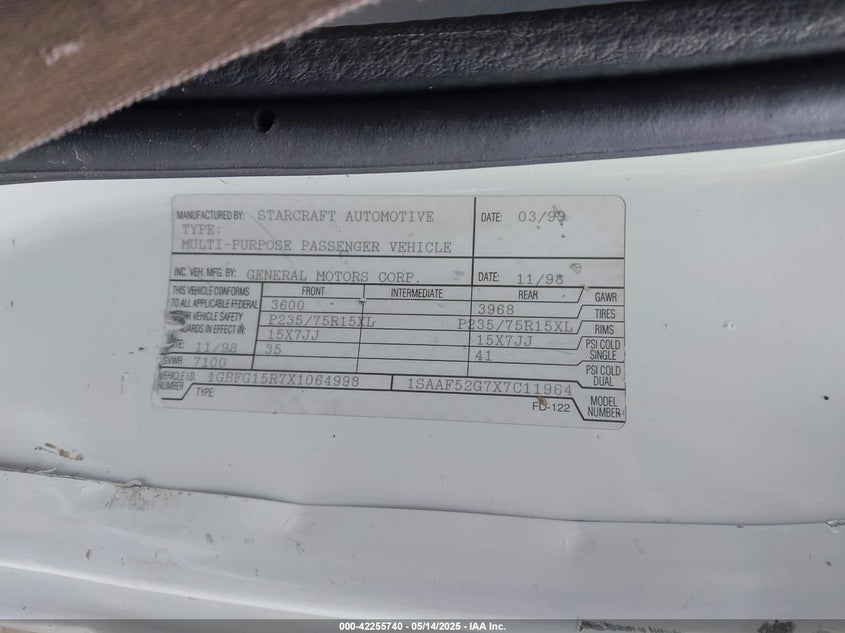 MANUFACTURED BY: STARCRAFT AUTOMOTIVE DATE: 03/99
TYPE:
MULTI-PURPOSE PASSENGER VEHICLE
INC. VEH. MFG. BY: GENERAL MOTORS CORP. DATE: 11/98
THIS VEHICLE CONFORMS FRONT INTERMEDIATE REAR GAWR
TO ALL APPLICABLE FEDERAL 3600 3968 TIRES
VEHICLE SAFETY P235/75R15XL P235/75R15XL RIMS
IN EFFECT IN: 15X7JJ 15X7JJ PSI COLD SINGLE
11/98 35 41
GVWR 7100 PSI COLD DUAL
VEHICLE I.D. NUMBER 1GBFG15R7X1064998 1SAAF52G7X7C11964 MODEL NUMBER
TYPE: FD-122
000-42255740 - 05/14/2025 - IAA Inc.